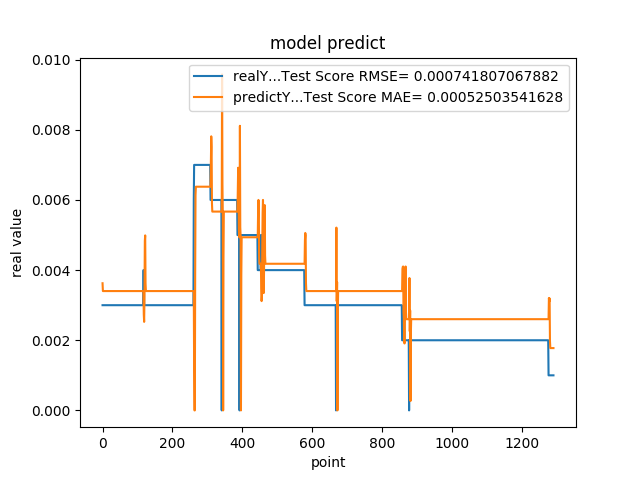 model predict
realY...Test Score RMSE= 0.000741807067882
predictY...Test Score MAE= 0.00052503541628
real value
0.010
0.008
0.006
0.004
0.002
0.000
0 200 400 600 800 1000 1200
point